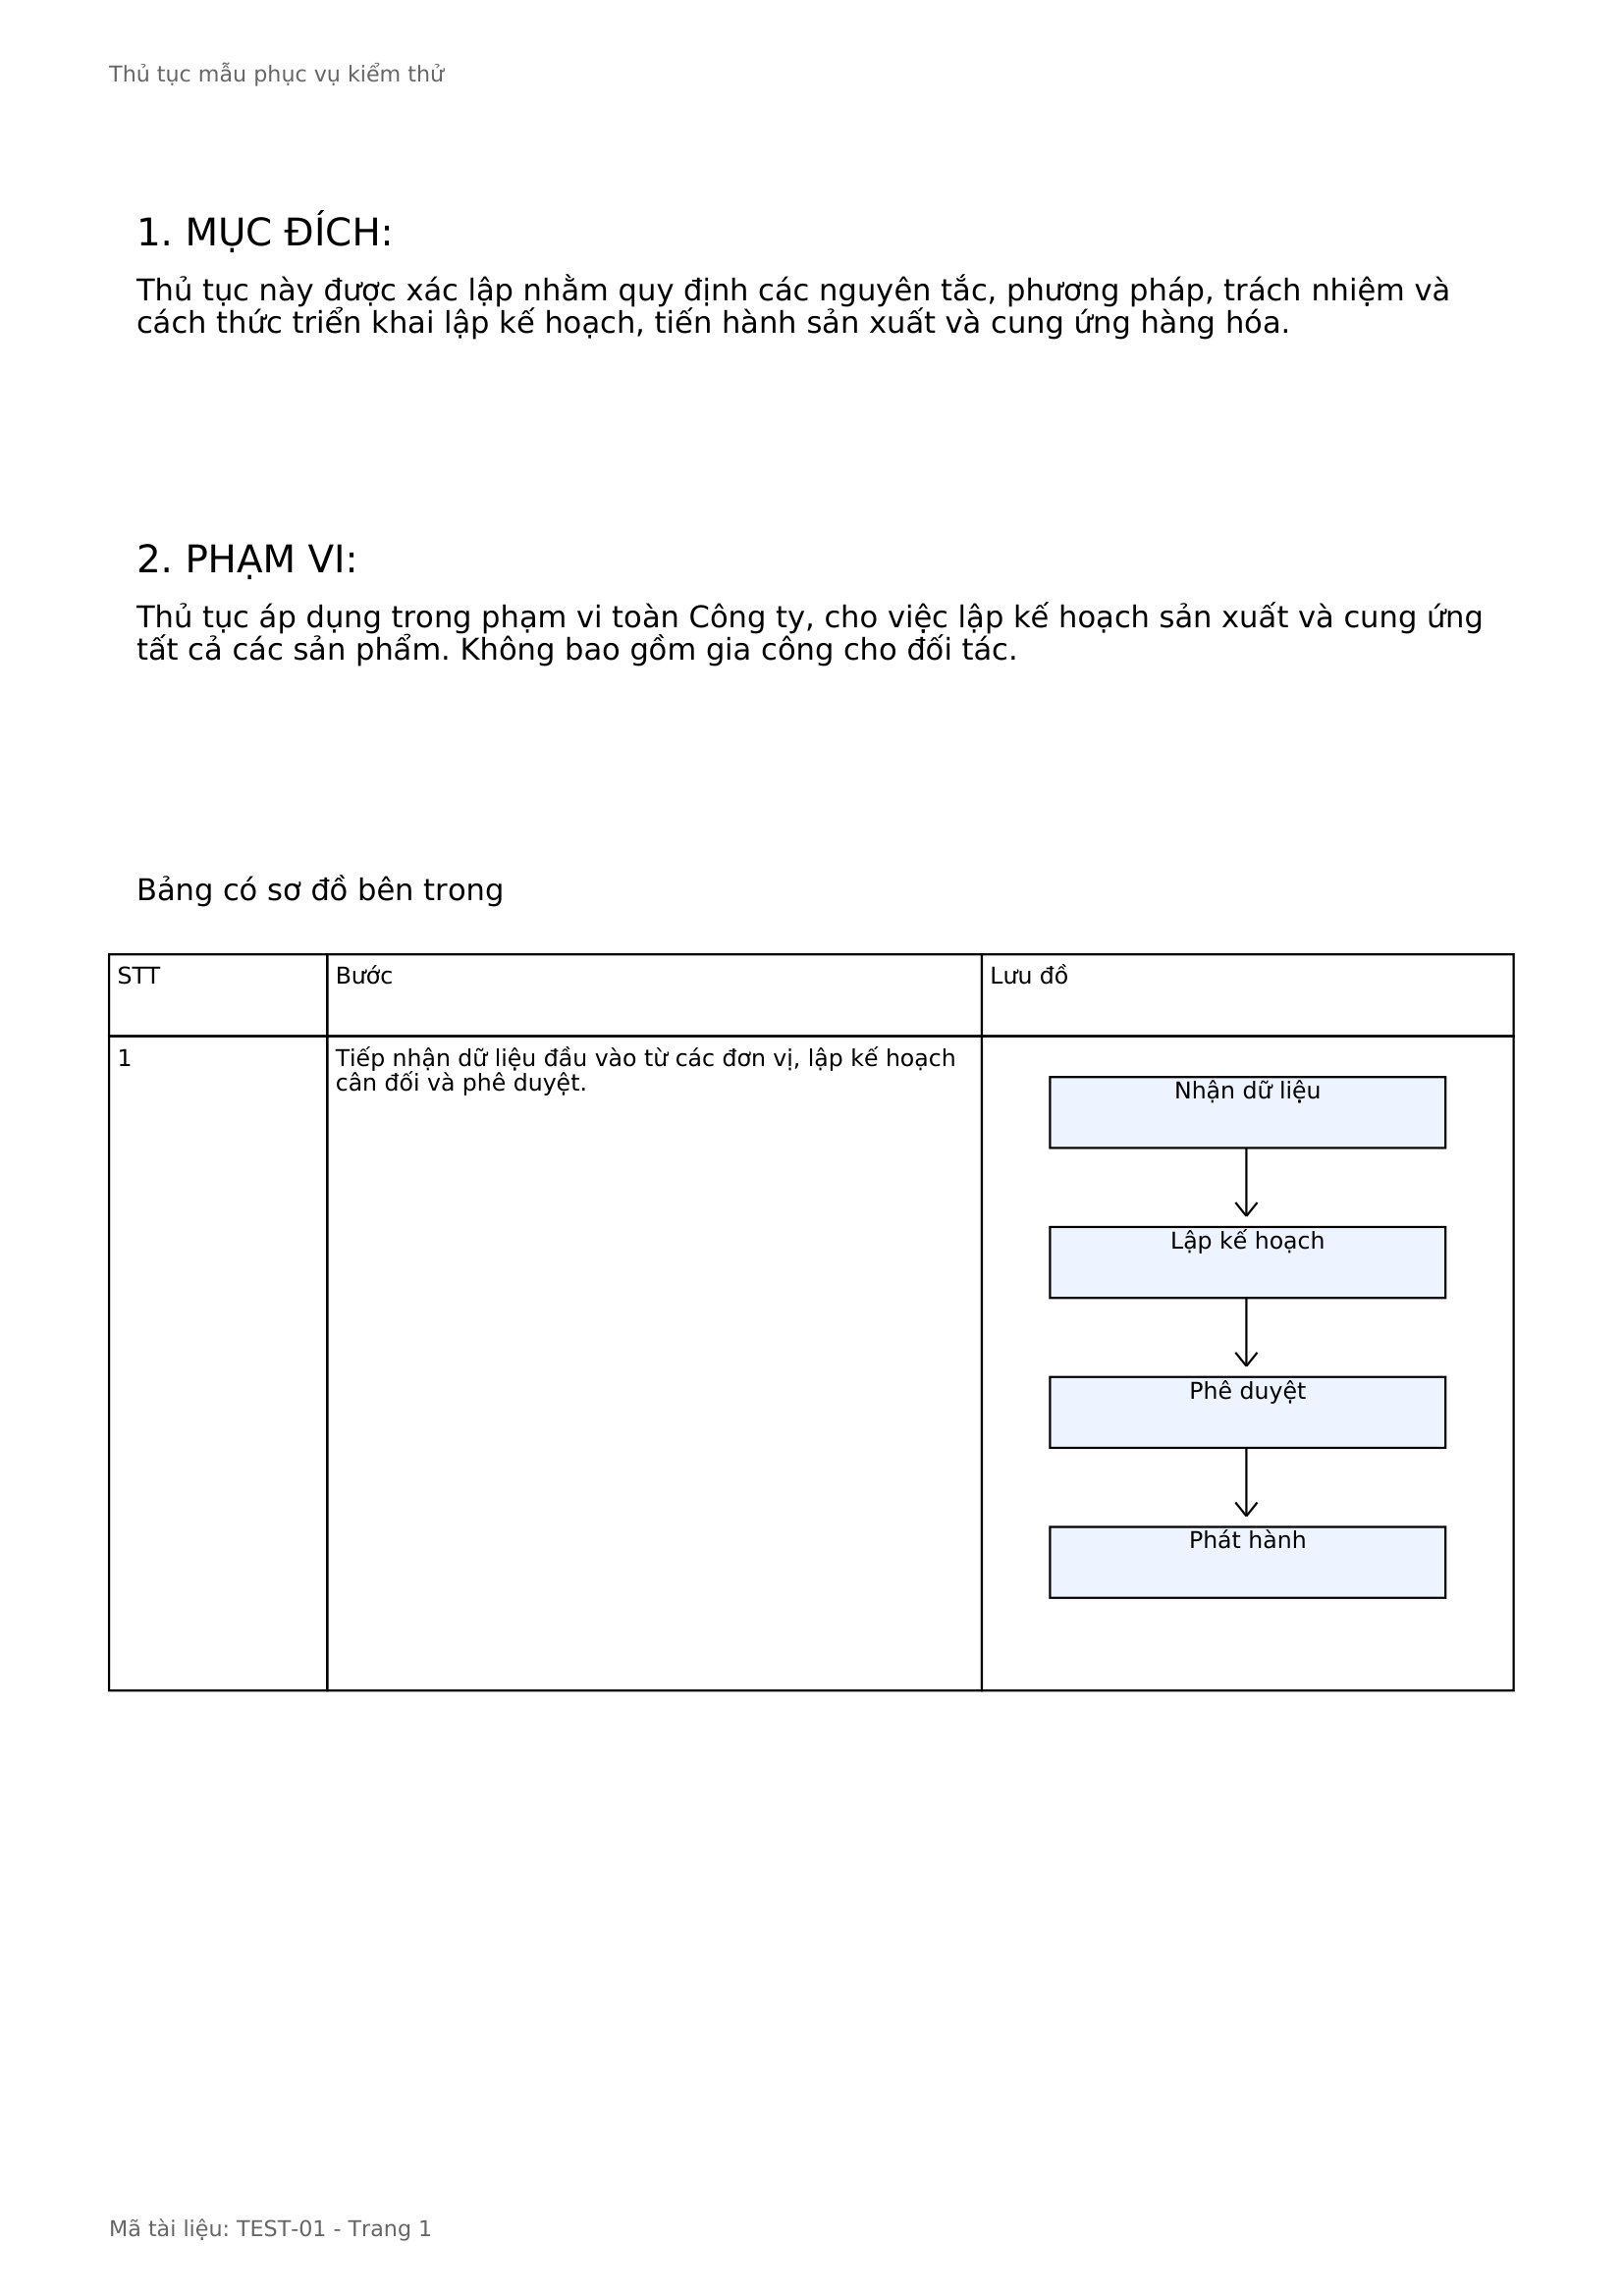 Thủ tục mẫu phục vụ kiểm thử
1. MỤC ĐÍCH:
Thủ tục này được xác lập nhằm quy định các nguyên tắc, phương pháp, trách nhiệm và
cách thức triển khai lập kế hoạch, tiến hành sản xuất và cung ứng hàng hóa.
2. PHẠM VI:
Thủ tục áp dụng trong phạm vi toàn Công ty, cho việc lập kế hoạch sản xuất và cung ứng
tất cả các sản phẩm. Không bao gồm gia công cho đối tác.
Bảng có sơ đồ bên trong
STT
Bước
Lưu đồ
1
Tiếp nhận dữ liệu đầu vào từ các đơn vị, lập kế hoạch
cân đối và phê duyệt.
Nhận dữ liệu
Lập kế hoạch
Phê duyệt
Phát hành
Mã tài liệu: TEST-01 - Trang 1